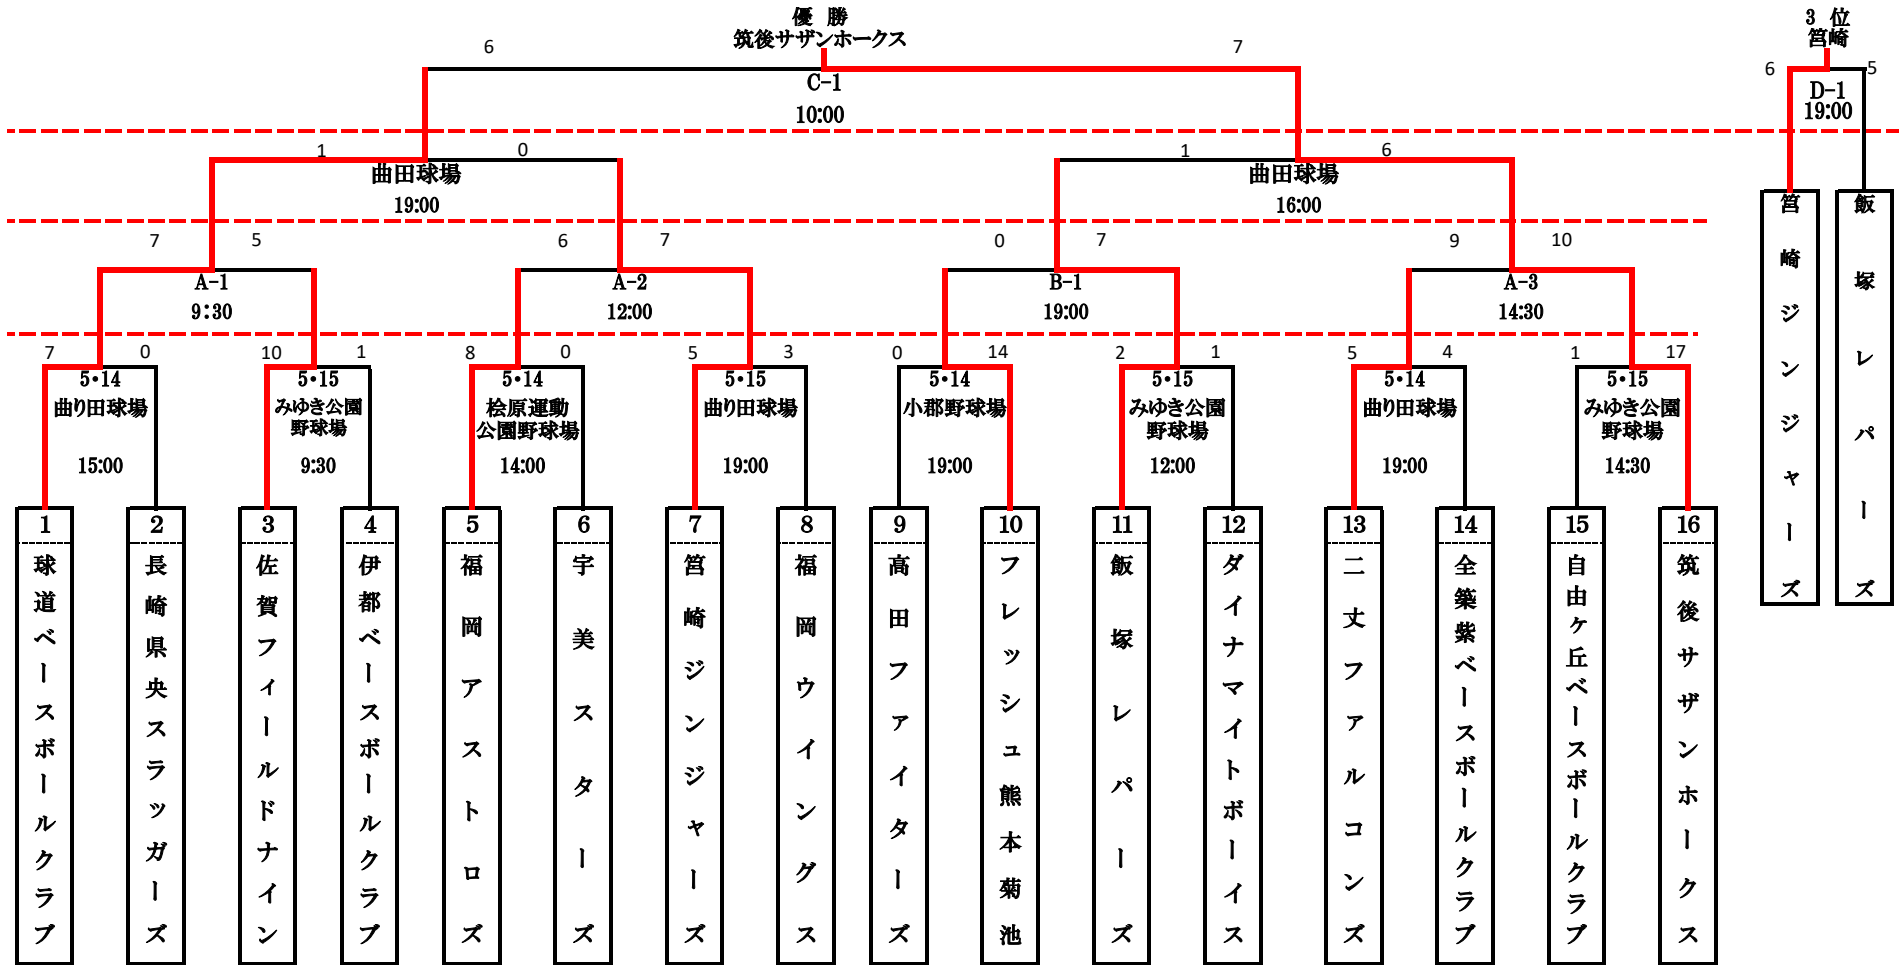 優 勝
筑後サザンホークス
3 位
筥崎
6
7
6
5
C-1
10:00
D-1
19:00
1
0
1
6
曲田球場
19:00
曲田球場
16:00
7
5
6
7
0
7
9
10
A-1
9:30
A-2
12:00
B-1
19:00
A-3
14:30
7
0
10
1
8
0
5
3
0
14
2
1
5
4
1
17
5・14
曲り田球場
15:00
5・15
みゆき公園
野球場
9:30
5・14
桧原運動
公園野球場
14:00
5・15
曲り田球場
19:00
5・14
小郡野球場
19:00
5・15
みゆき公園
野球場
12:00
5・14
曲り田球場
19:00
5・15
みゆき公園
野球場
14:30
1
球道ベースボールクラブ
2
長崎県央スラッガーズ
3
佐賀フィールドナイン
4
伊都ベースボールクラブ
5
福岡アストロズ
6
宇美スターズ
7
筥崎ジンジャーズ
8
福岡ウイングス
9
高田ファイターズ
10
フレッシュ熊本菊池
11
飯塚レパーズ
12
ダイナマイトボーイス
13
二丈ファルコンズ
14
全築紫ベースボールクラブ
15
自由ヶ丘ベースボールクラブ
16
筑後サザンホークス
筥崎ジンジャーズ
飯塚レパーズ